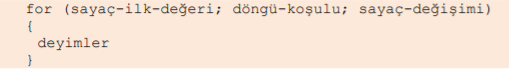 for (sayaç-ilk-değeri; döngü-koşulu; sayaç-değişimi)
{
deyimler
}